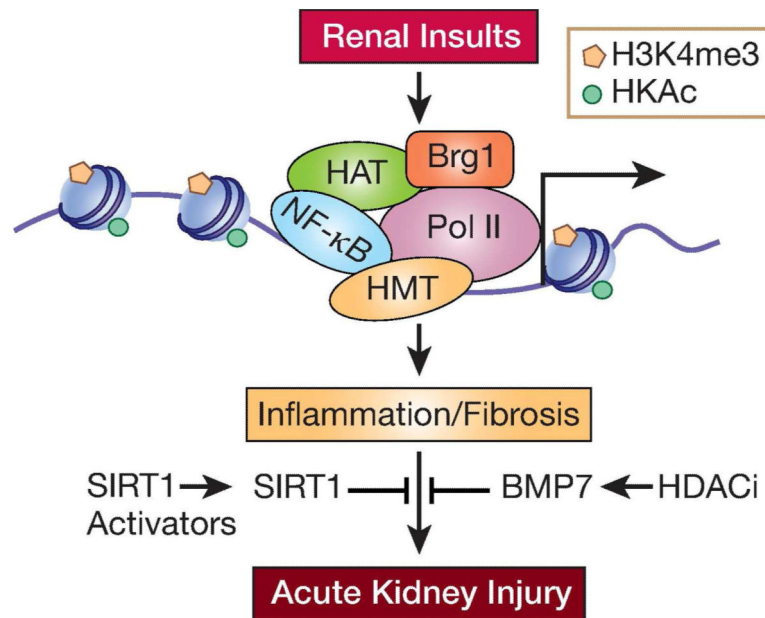 Renal Insults
H3K4me3
HKAc
Brg1
HAT
NF-κB
Pol II
HMT
Inflammation/Fibrosis
SIRT1
Activators
SIRT1
BMP7
HDACi
Acute Kidney Injury